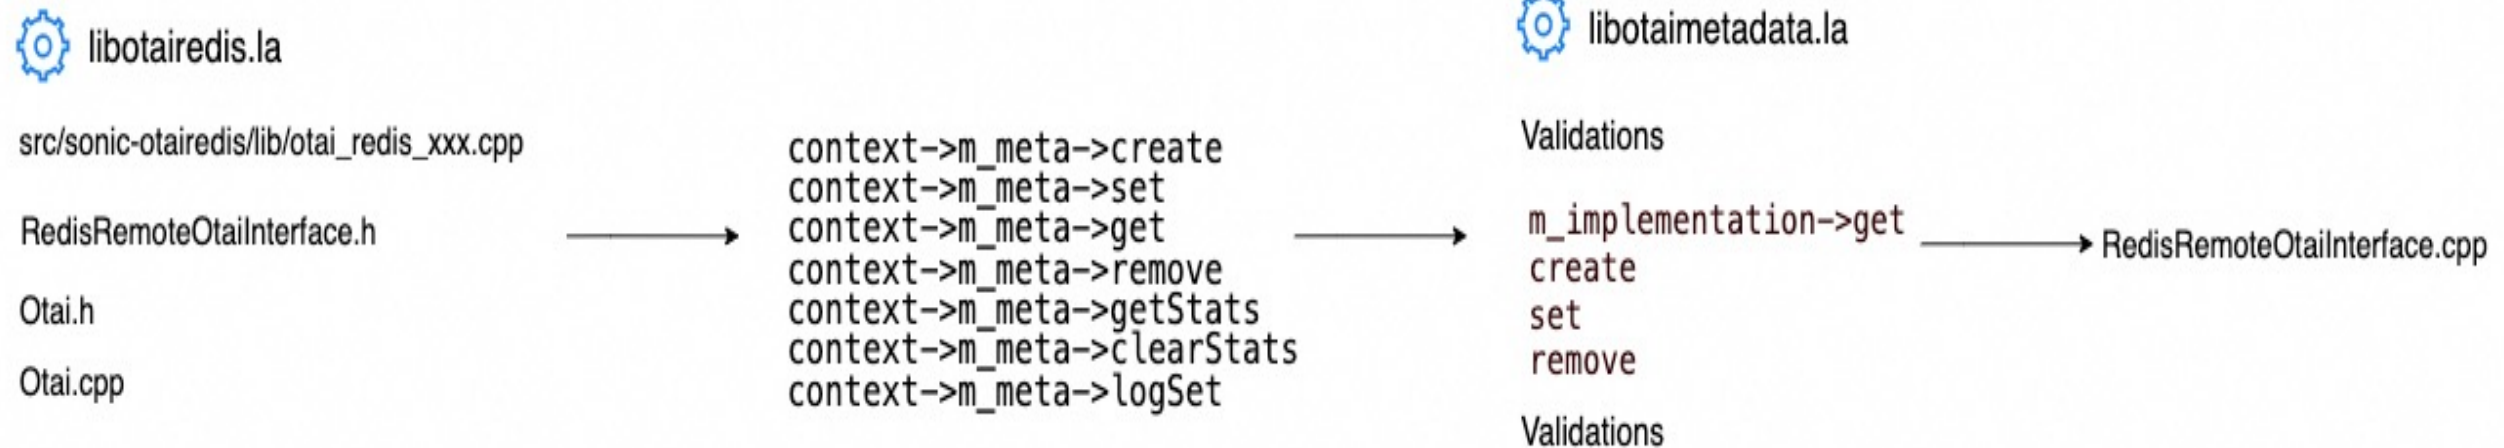 libotairedis.la
src/sonic-otairedis/lib/otai_redis_xxx.cpp
RedisRemoteOtaiInterface.h
Otai.h
Otai.cpp
context->m_meta->create
context->m_meta->set
context->m_meta->get
context->m_meta->remove
context->m_meta->getStats
context->m_meta->clearStats
context->m_meta->logSet
libotaimetadata.la
Validations
m_implementation->get
create
set
remove
Validations
RedisRemoteOtaiInterface.cpp